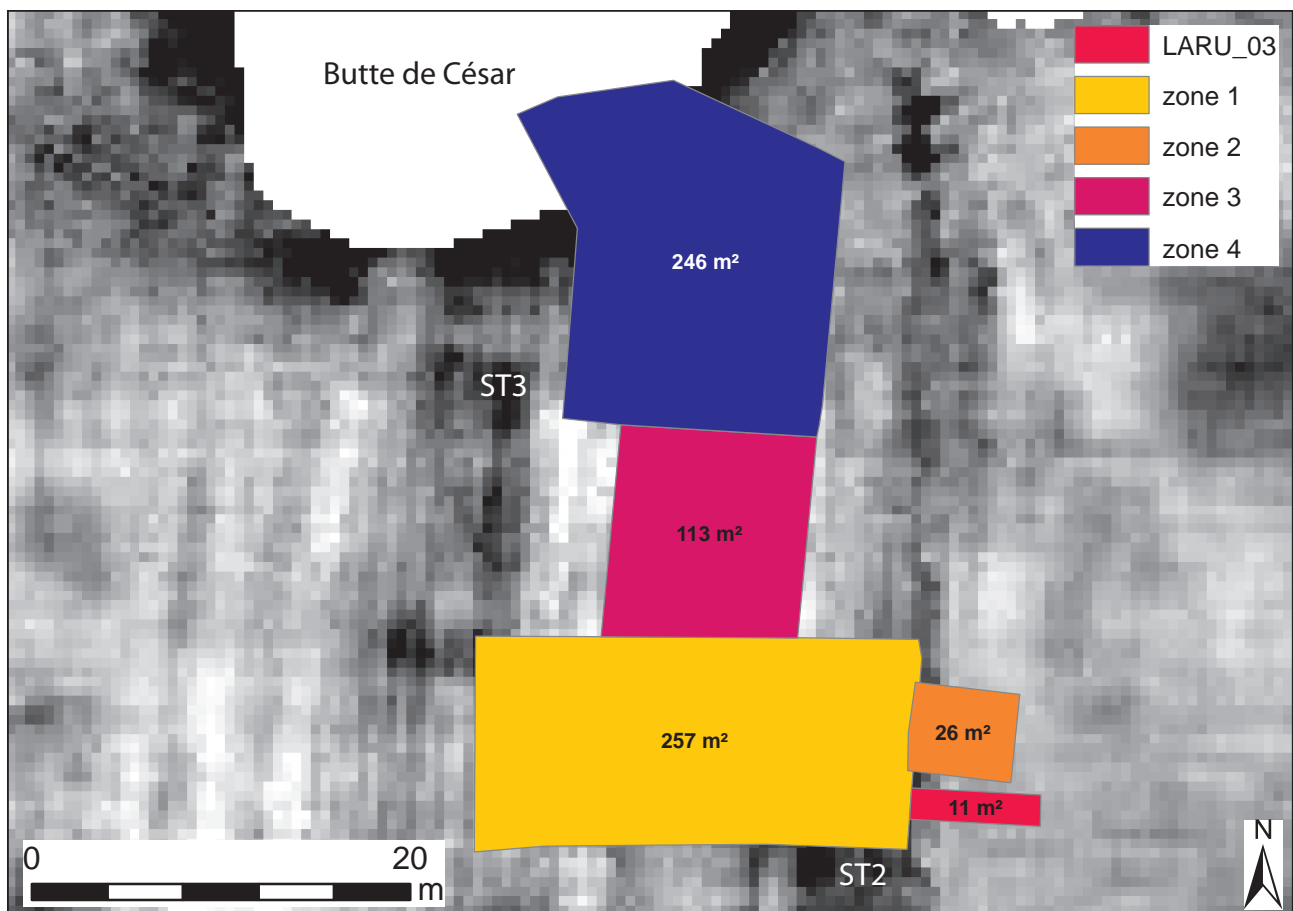 Butte de César
LARU_03
zone 1
zone 2
zone 3
zone 4
246 m²
ST3
113 m²
257 m²
26 m²
11 m²
ST2
0 20
m
N